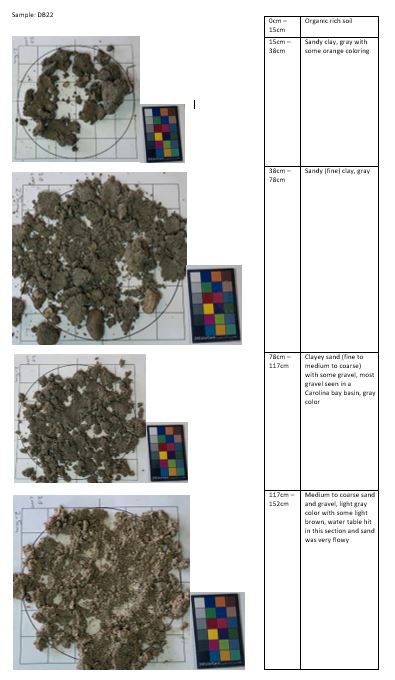 Sample: DB22
0cm –
15cm
Organic rich soil
15cm –
38cm
Sandy clay, gray with
some orange coloring
38cm –
78cm
Sandy (fine) clay, gray
78cm –
117cm
Clayey sand (fine to
medium to coarse)
with some gravel, most
gravel seen in a
Carolina bay basin, gray
color
117cm –
152cm
Medium to coarse sand
and gravel, light gray
color with some light
brown, water table hit
in this section and sand
was very flowy